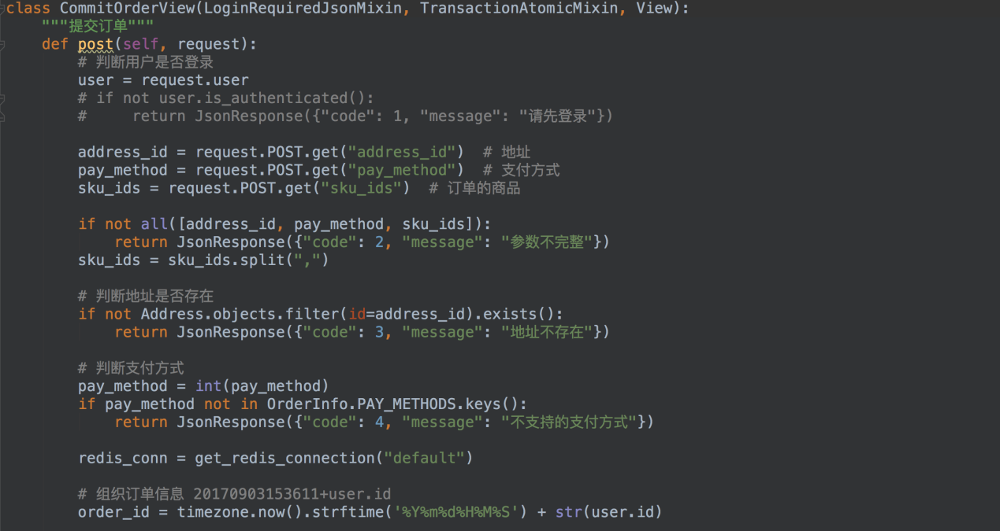 class CommitOrderView(LoginRequiredJsonMixin, TransactionAtomicMixin, View):
    """提交订单"""
    def post(self, request):
        # 判断用户是否登录
        user = request.user
        # if not user.is_authenticated():
        #     return JsonResponse({"code": 1, "message": "请先登录"})

        address_id = request.POST.get("address_id")  # 地址
        pay_method = request.POST.get("pay_method")  # 支付方式
        sku_ids = request.POST.get("sku_ids")  # 订单的商品

        if not all([address_id, pay_method, sku_ids]):
            return JsonResponse({"code": 2, "message": "参数不完整"})
        sku_ids = sku_ids.split(",")

        # 判断地址是否存在
        if not Address.objects.filter(id=address_id).exists():
            return JsonResponse({"code": 3, "message": "地址不存在"})

        # 判断支付方式
        pay_method = int(pay_method)
        if pay_method not in OrderInfo.PAY_METHODS.keys():
            return JsonResponse({"code": 4, "message": "不支持的支付方式"})

        redis_conn = get_redis_connection("default")

        # 组织订单信息 20170903153611+user.id
        order_id = timezone.now().strftime('%Y%m%d%H%M%S') + str(user.id)